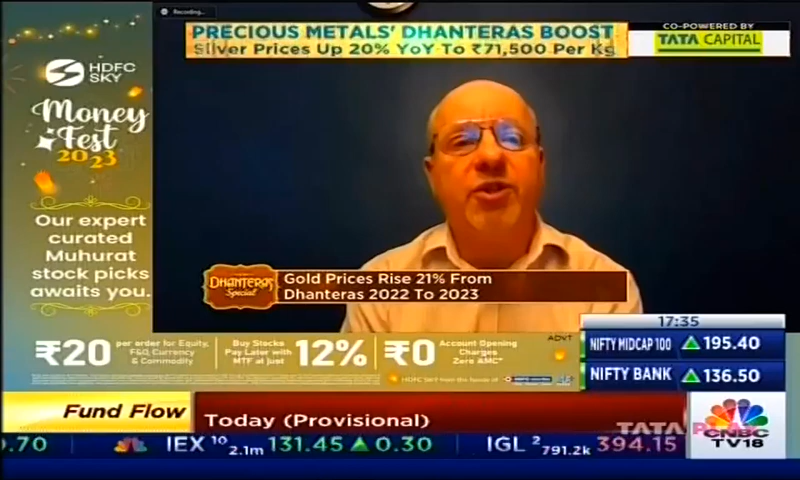 Recording...
PRECIOUS METALS' DHANTERAS BOOST
Silver Prices Up 20% YoY To ₹71,500 Per Kg
CO-POWERED BY
TATA CAPITAL
HDFC
SKY
Money
Fest
2023
Our expert
curated
Muhurat
stock picks
awaits you.
DHANTERAS
Special
Gold Prices Rise 21% From
Dhanteras 2022 To 2023
₹20
per order for Equity,
F&O, Currency
& Commodity
Buy Stocks
Pay Later with
MTF at just
12%
₹0
Account Opening
Charges
Zero AMC*
ADVT
17:35
NIFTY MIDCAP 100 ▲ 195.40
NIFTY BANK ▲ 136.50
Fund Flow
Today (Provisional)
TATA
CNBC
TV18
0.70
IEX 10 2.1m 131.45 ▲ 0.30
IGL 2 791.2k 394.15